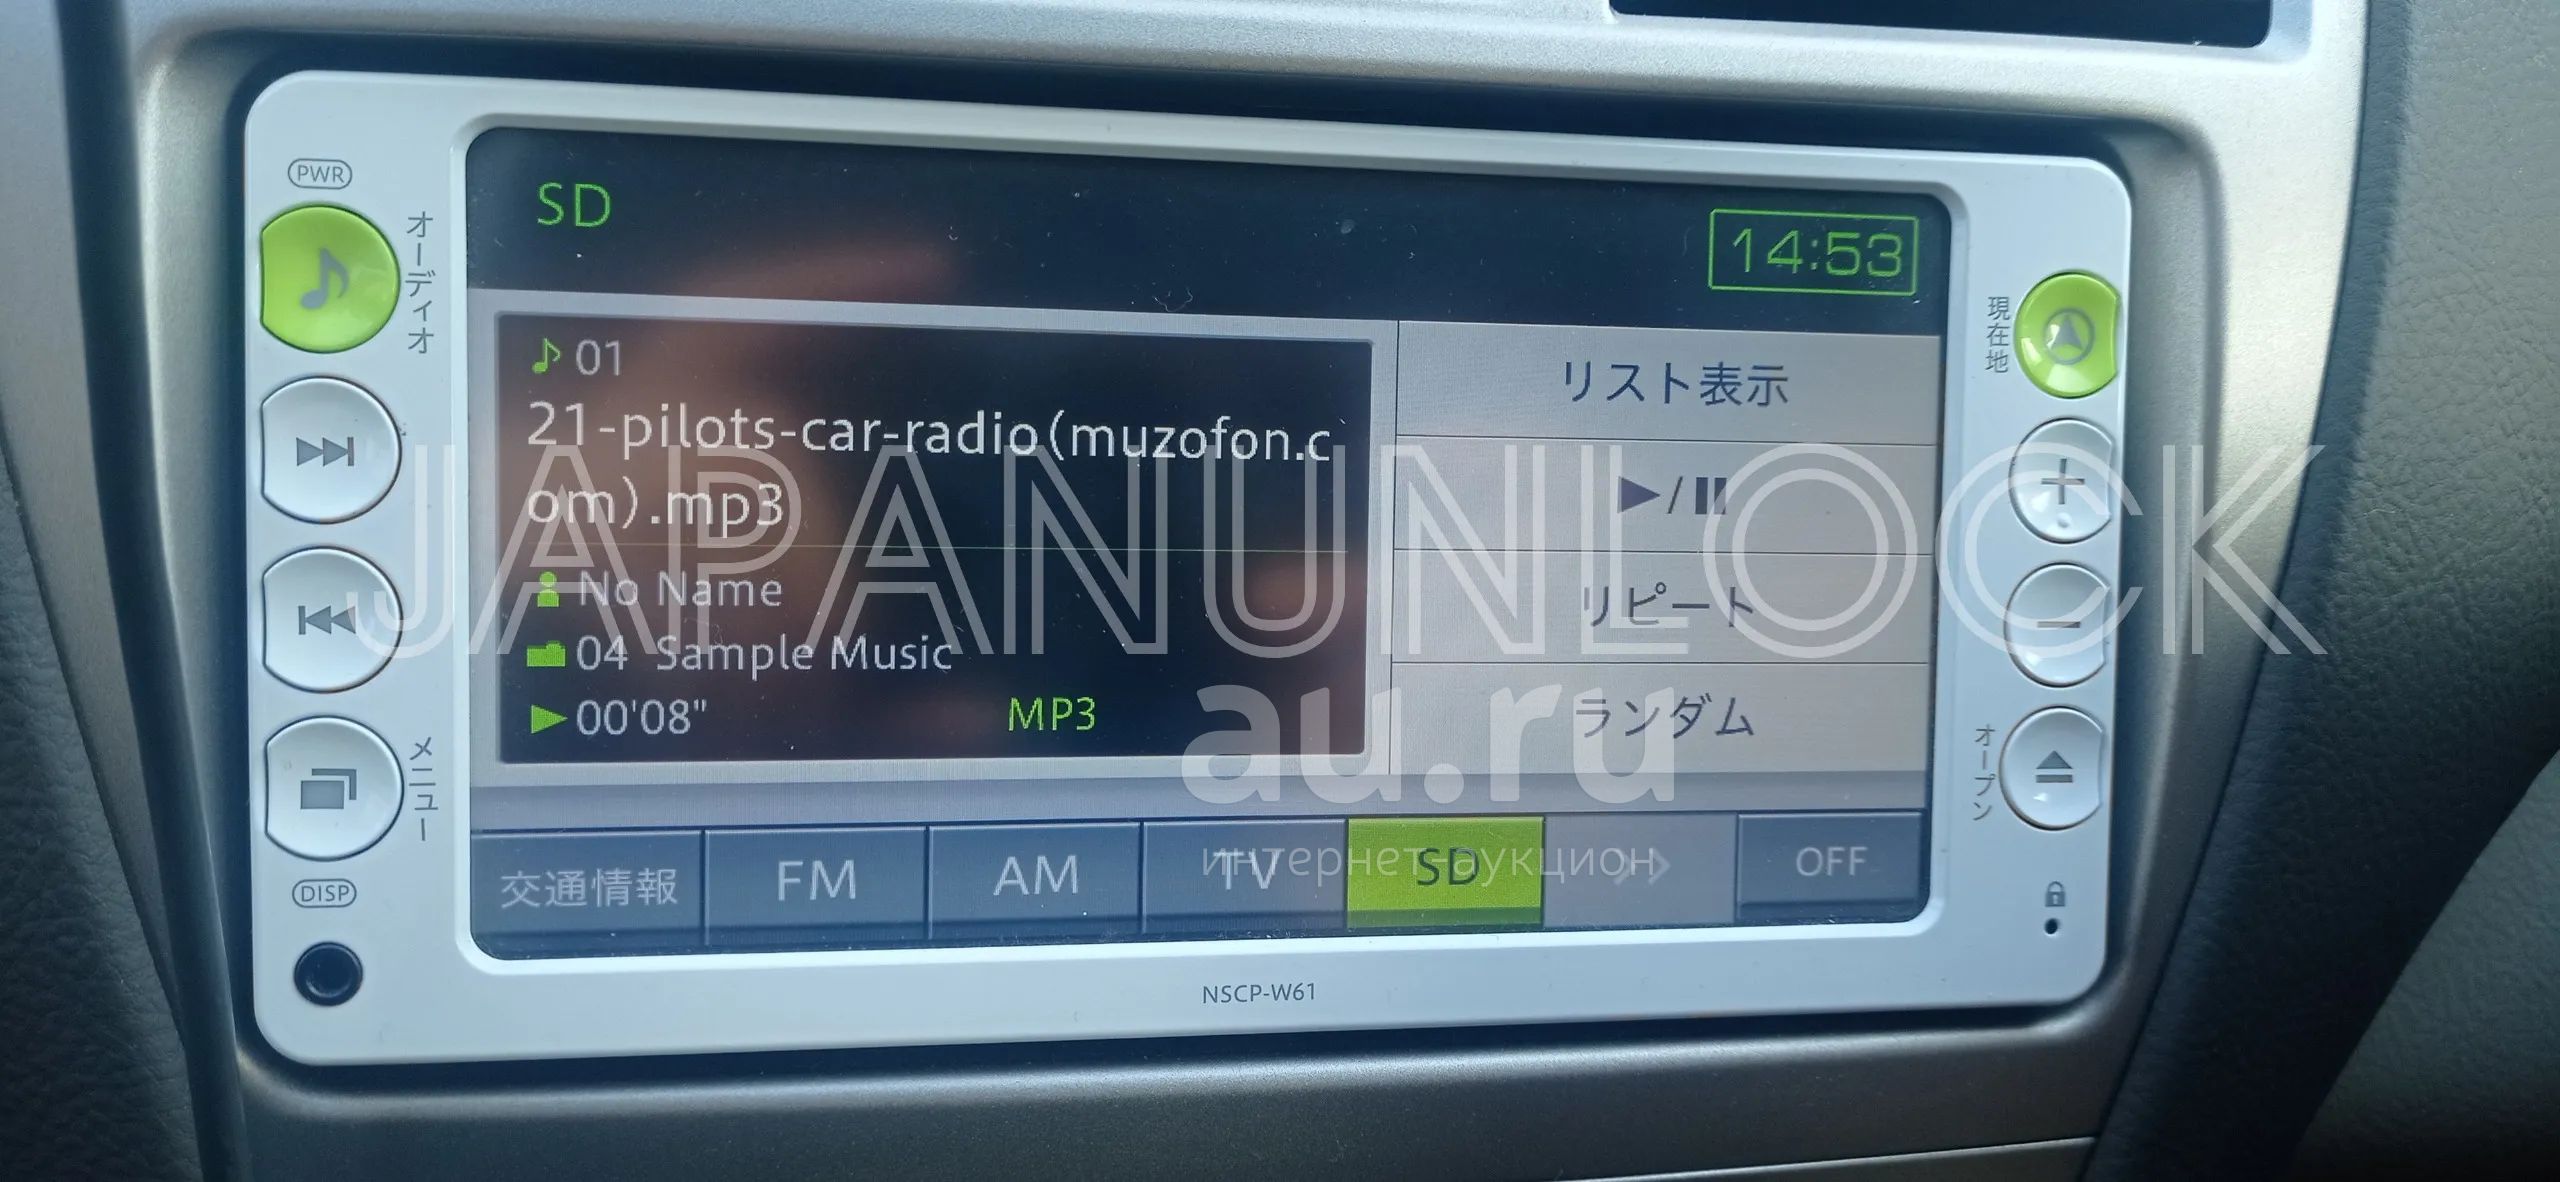 PWR
オーディオ
メニュー
DISP
SD
14:53
01
21-pilots-car-radio(muzofon.c
om).mp3
No Name
04 Sample Music
00'08"
MP3
リスト表示
リピート
ランダム
交通情報
FM
AM
TV
SD
OFF
現在地
オープン
NSCP-W61
JAPANUNLOCK
au.ru
интернет-аукцион